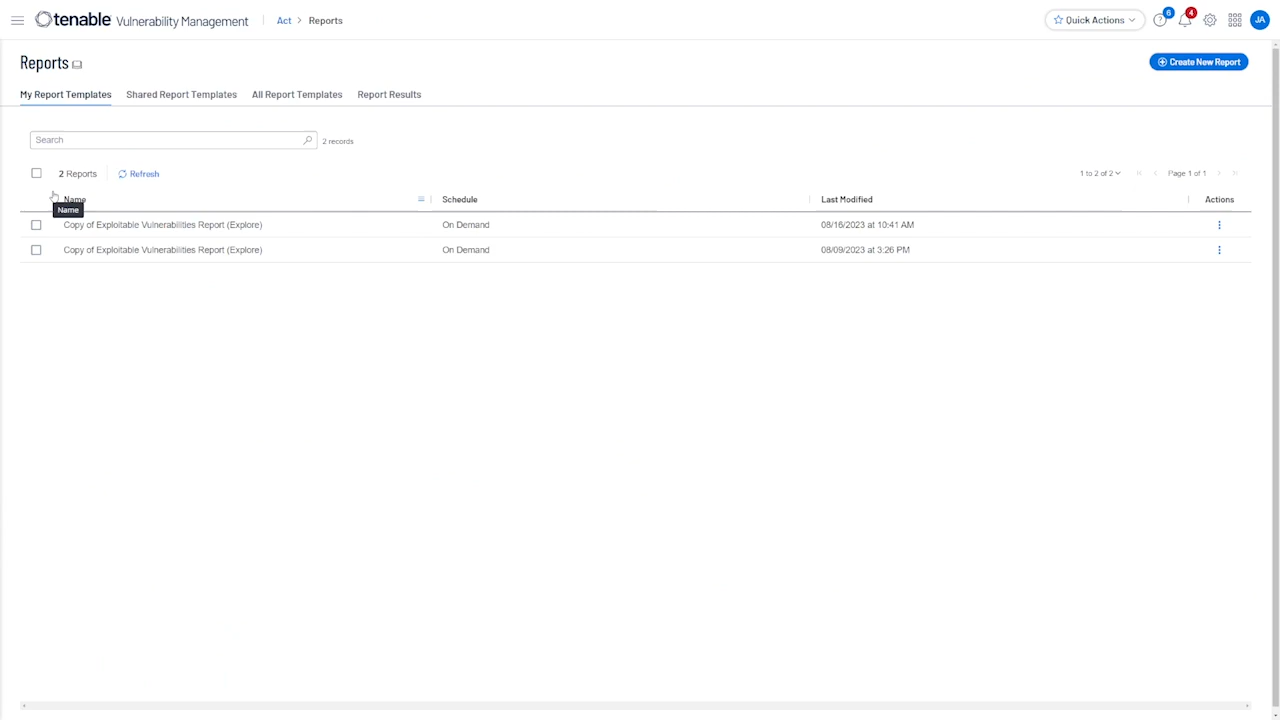 tenable Vulnerability Management Act > Reports Quick Actions 6 4 JA
Reports
Create New Report
My Report Templates Shared Report Templates All Report Templates Report Results
Search 2 records
2 Reports Refresh 1 to 2 of 2 Page 1 of 1
Name Schedule Last Modified Actions
Name
Copy of Exploitable Vulnerabilities Report (Explore) On Demand 08/16/2023 at 10:41 AM
Copy of Exploitable Vulnerabilities Report (Explore) On Demand 08/09/2023 at 3:26 PM